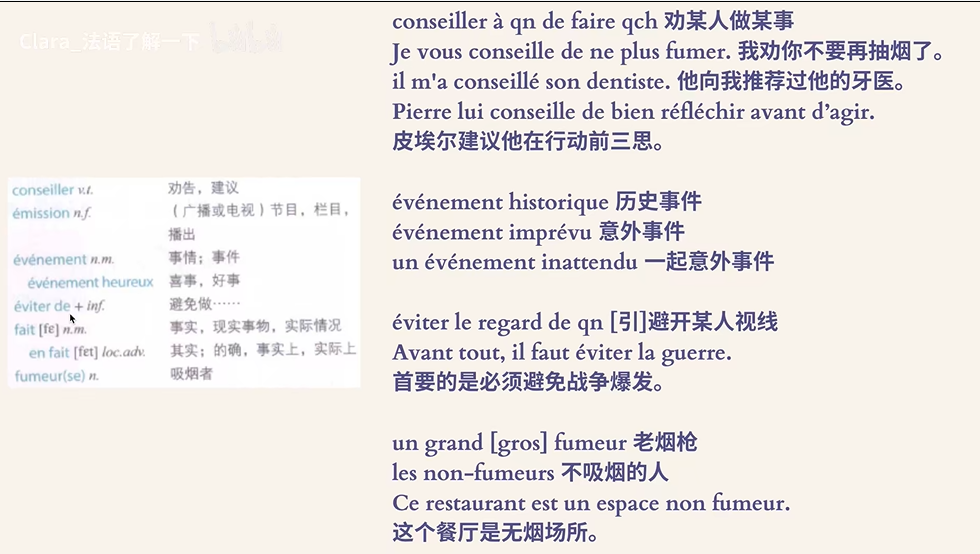 Clara_法语了解一下 bilibili
conseiller v.t. 劝告，建议
émission n.f. （广播或电视）节目，栏目，
播出
événement n.m. 事情；事件
événement heureux 喜事，好事
éviter de + inf. 避免做……
fait [fɛ] n.m. 事实，现实事物，实际情况
en fait [fɛt] loc.adv. 其实；的确，事实上，实际上
fumeur(se) n. 吸烟者
conseiller à qn de faire qch 劝某人做某事
Je vous conseille de ne plus fumer. 我劝你不要再抽烟了。
il m'a conseillé son dentiste. 他向我推荐过他的牙医。
Pierre lui conseille de bien réfléchir avant d’agir.
皮埃尔建议他在行动前三思。
événement historique 历史事件
événement imprévu 意外事件
un événement inattendu 一起意外事件
éviter le regard de qn [引]避开某人视线
Avant tout, il faut éviter la guerre.
首要的是必须避免战争爆发。
un grand [gros] fumeur 老烟枪
les non-fumeurs 不吸烟的人
Ce restaurant est un espace non fumeur.
这个餐厅是无烟场所。